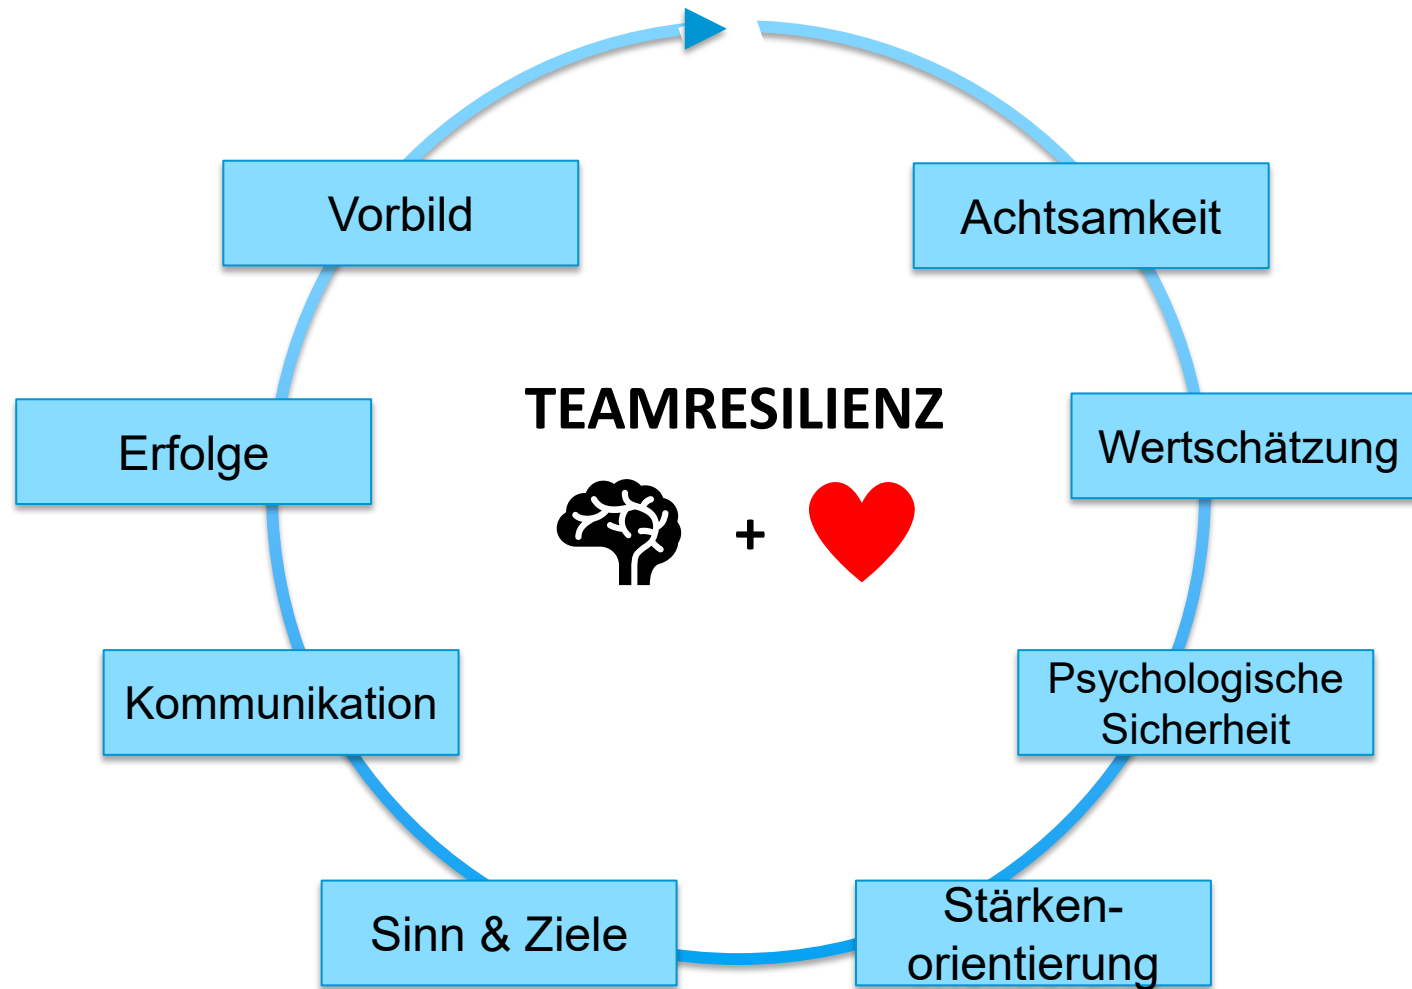 Vorbild
Achtsamkeit
TEAMRESILIENZ
Erfolge
Wertschätzung
+
Kommunikation
Psychologische
Sicherheit
Sinn & Ziele
Stärken-
orientierung